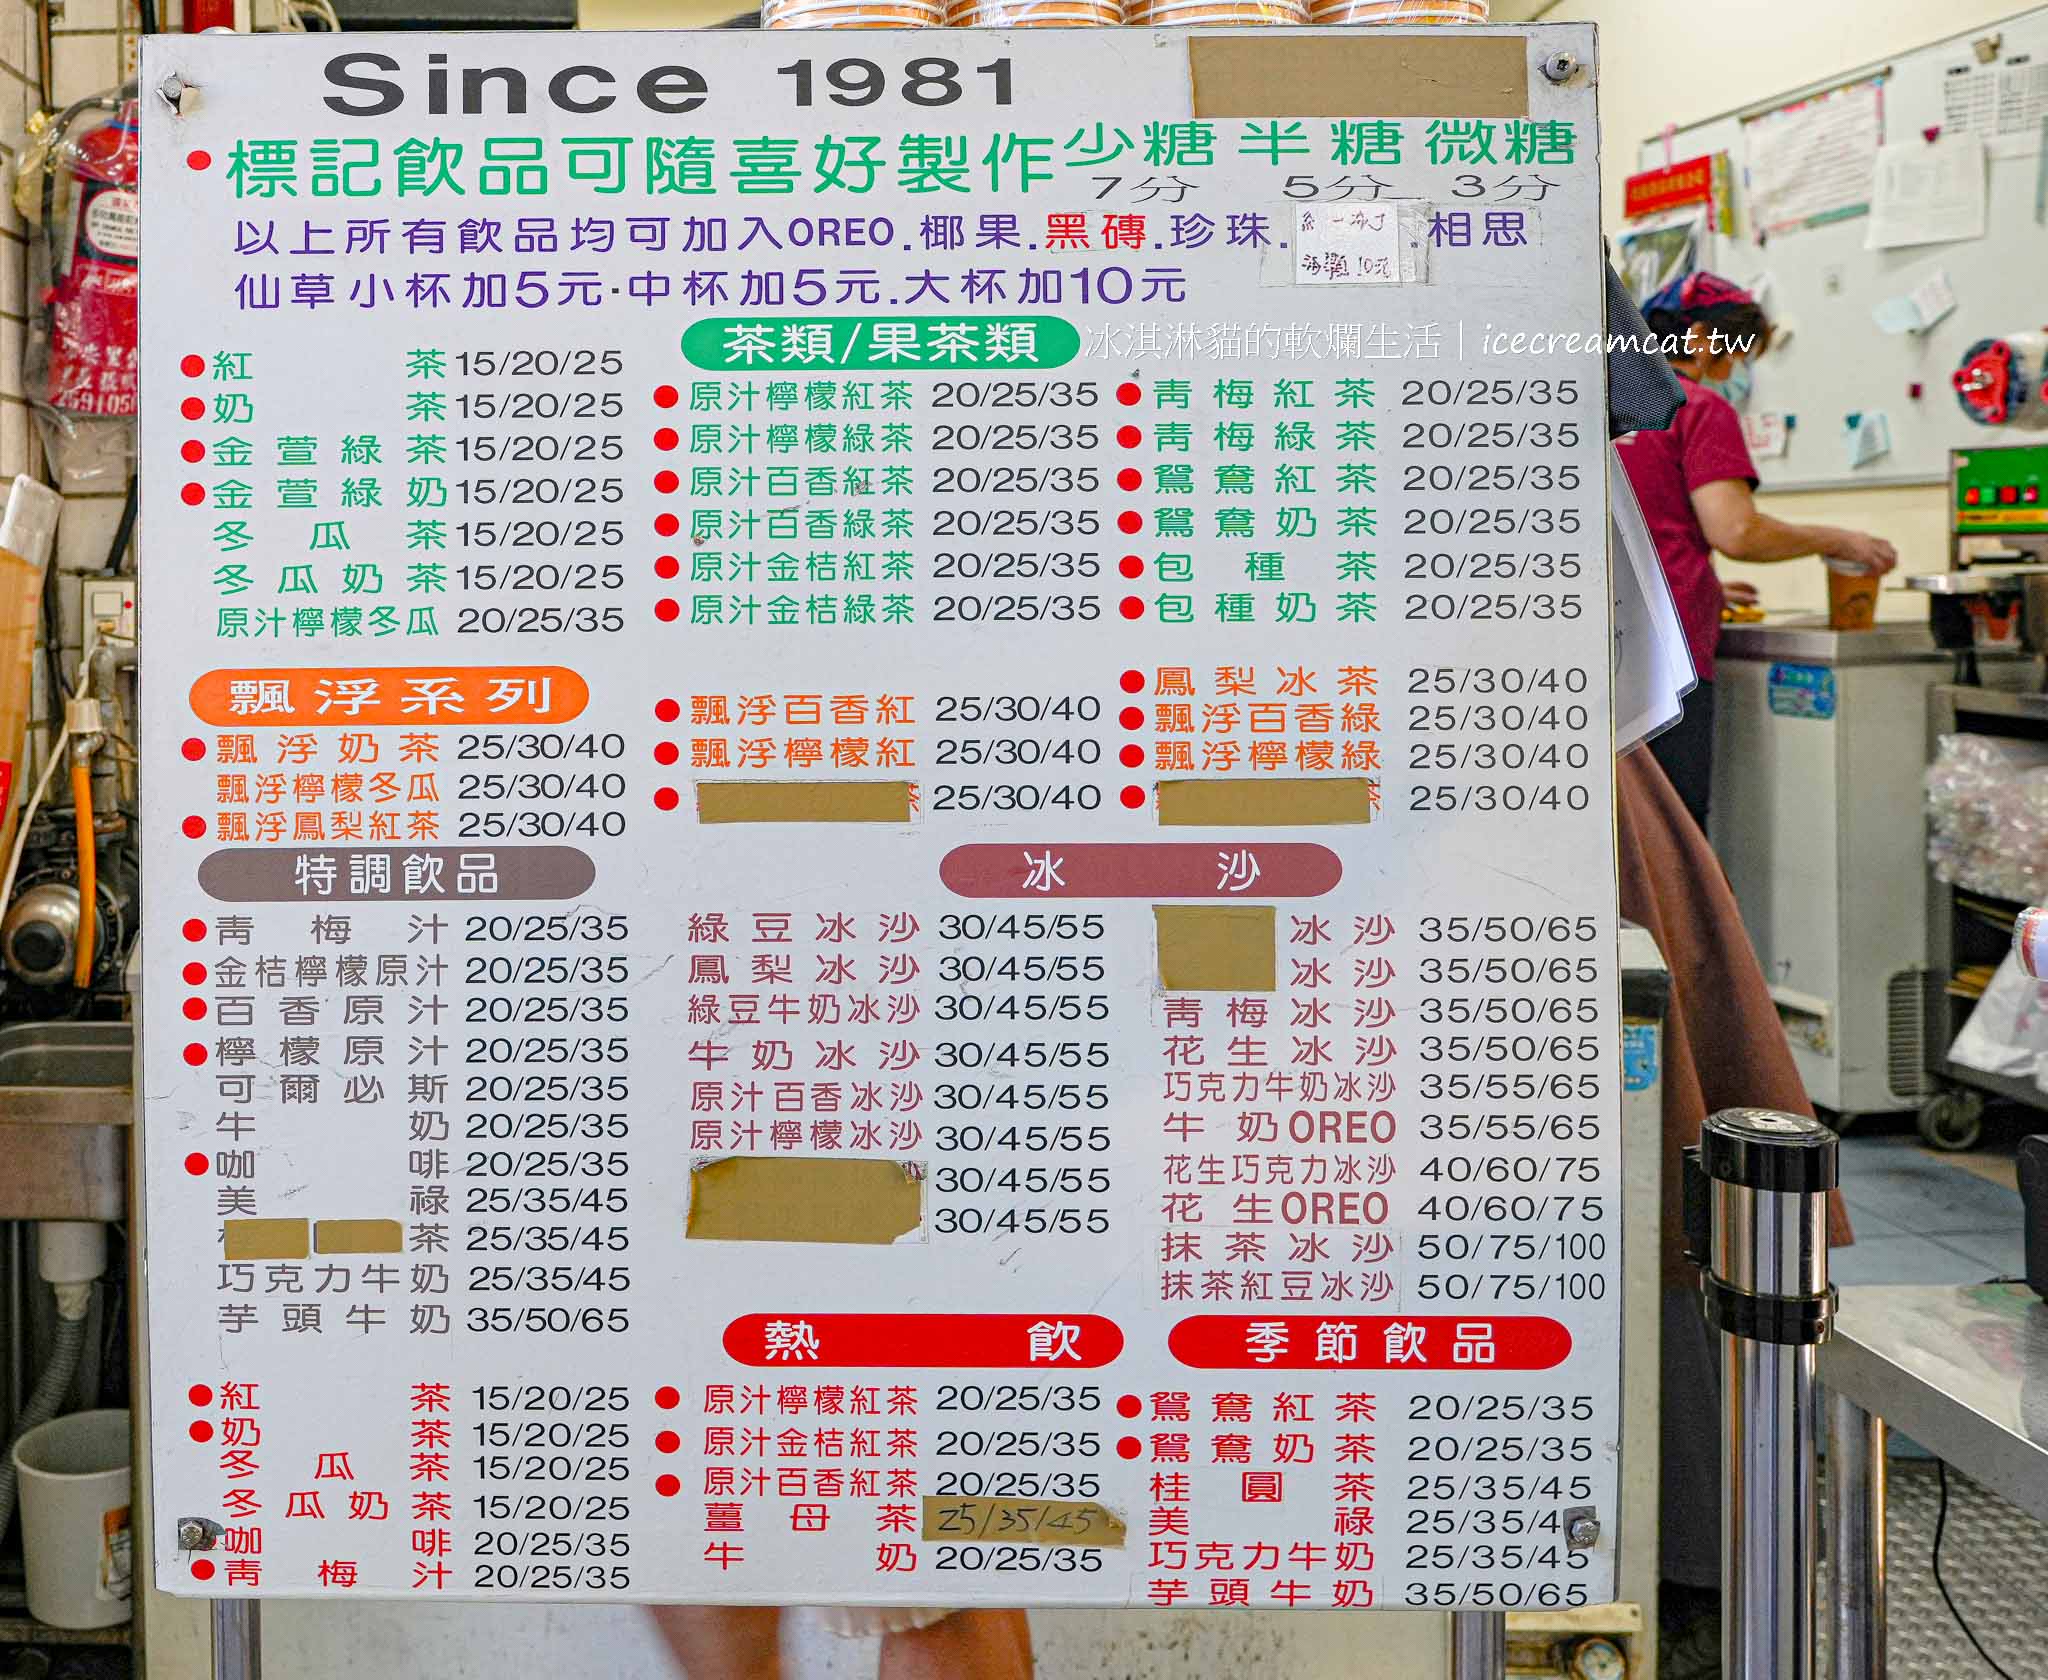 Since 1981
標記飲品可隨喜好製作少糖 半糖 微糖
7分 5分 3分
以上所有飲品均可加入OREO.椰果.黑磚.珍珠. .相思
10元
仙草小杯加5元·中杯加5元.大杯加10元
茶類/果茶類
冰淇淋貓的軟爛生活｜icecreamcat.tw
紅茶 15/20/25
奶茶 15/20/25
金萱綠茶 15/20/25
金萱綠奶 15/20/25
冬瓜茶 15/20/25
冬瓜奶茶 15/20/25
原汁檸檬冬瓜 20/25/35
原汁檸檬紅茶 20/25/35
原汁檸檬綠茶 20/25/35
原汁百香紅茶 20/25/35
原汁百香綠茶 20/25/35
原汁金桔紅茶 20/25/35
原汁金桔綠茶 20/25/35
青梅紅茶 20/25/35
青梅綠茶 20/25/35
鴛鴦紅茶 20/25/35
鴛鴦奶茶 20/25/35
包種茶 20/25/35
包種奶茶 20/25/35
飄浮系列
飄浮奶茶 25/30/40
飄浮檸檬冬瓜 25/30/40
飄浮鳳梨紅茶 25/30/40
飄浮百香紅 25/30/40
飄浮檸檬紅 25/30/40
25/30/40
鳳梨冰茶 25/30/40
飄浮百香綠 25/30/40
飄浮檸檬綠 25/30/40
25/30/40
特調飲品
青梅汁 20/25/35
金桔檸檬原汁 20/25/35
百香原汁 20/25/35
檸檬原汁 20/25/35
可爾必斯 20/25/35
牛奶 20/25/35
咖啡 20/25/35
美祿 25/35/45
茶 25/35/45
巧克力牛奶 25/35/45
芋頭牛奶 35/50/65
冰沙
綠豆冰沙 30/45/55
鳳梨冰沙 30/45/55
綠豆牛奶冰沙 30/45/55
牛奶冰沙 30/45/55
原汁百香冰沙 30/45/55
原汁檸檬冰沙 30/45/55
30/45/55
30/45/55
冰沙 35/50/65
冰沙 35/50/65
青梅冰沙 35/50/65
花生冰沙 35/50/65
巧克力牛奶冰沙 35/55/65
牛奶OREO 35/55/65
花生巧克力冰沙 40/60/75
花生OREO 40/60/75
抹茶冰沙 50/75/100
抹茶紅豆冰沙 50/75/100
熱飲
紅茶 15/20/25
奶茶 15/20/25
冬瓜茶 15/20/25
冬瓜奶茶 15/20/25
咖啡 20/25/35
青梅汁 20/25/35
原汁檸檬紅茶 20/25/35
原汁金桔紅茶 20/25/35
原汁百香紅茶 20/25/35
薑母茶 25/35/45
牛奶 20/25/35
季節飲品
鴛鴦紅茶 20/25/35
鴛鴦奶茶 20/25/35
桂圓茶 25/35/45
美祿 25/35/4
巧克力牛奶 25/35/45
芋頭牛奶 35/50/65